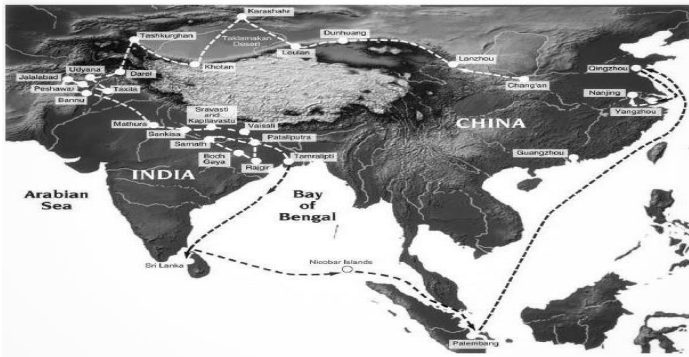 Karashahr
Tashkurghan
Taklamakan
Desert
Dunhuang
Leulan
Lanzhou
Qingzhou
Udyana
Jalalabad
Darel
Khotan
Chang'an
Peshawar
Taxila
Nanjing
Bannu
Yangzhou
Sravasti
and
Kapilavastu
Mathura
Vaisali
CHINA
Sankisa
Pataliputra
Sarnath
Guangzhou
Bodh
Gaya
Tamralipti
Rajgir
INDIA
Arabian
Sea
Bay
of
Bengal
Sri Lanka
Nicobar Islands
Palembang